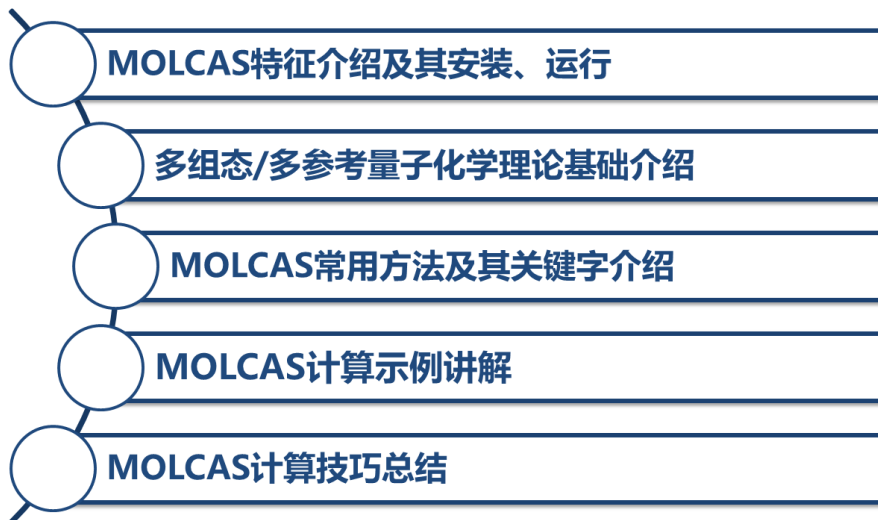 MOLCAS特征介绍及其安装、运行
多组态/多参考量子化学理论基础介绍
MOLCAS常用方法及其关键字介绍
MOLCAS计算示例讲解
MOLCAS计算技巧总结